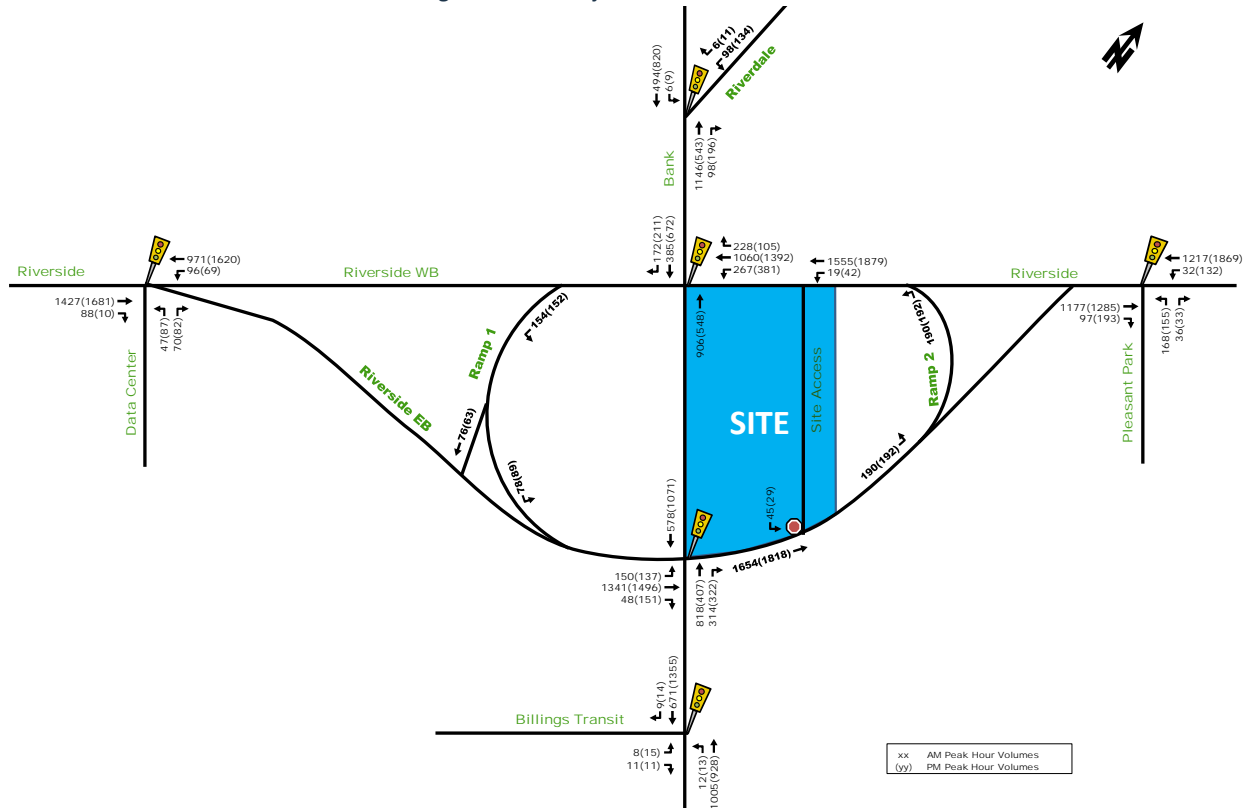 6(11)
98(134)
Riverdale
494(820)
6(9)
N
Bank
1146(543)
98(196)
172(211)
385(672)
228(105)
1060(1392)
267(381)
1555(1879)
19(42)
971(1620)
96(69)
1217(1869)
32(132)
Riverside
Riverside WB
Riverside
1427(1681)
88(10)
47(87)
70(82)
154(152)
906(548)
190(192)
1177(1285)
97(193)
168(155)
36(33)
Data Center
Riverside EB
Ramp 1
SITE
Site Access
Ramp 2
Pleasant Park
76(63)
78(89)
190(192)
45(29)
578(1071)
1654(1818)
150(137)
1341(1496)
48(151)
818(407)
314(322)
9(14)
671(1355)
Billings Transit
8(15)
11(11)
12(13)
1005(928)
xx AM Peak Hour Volumes
(yy) PM Peak Hour Volumes